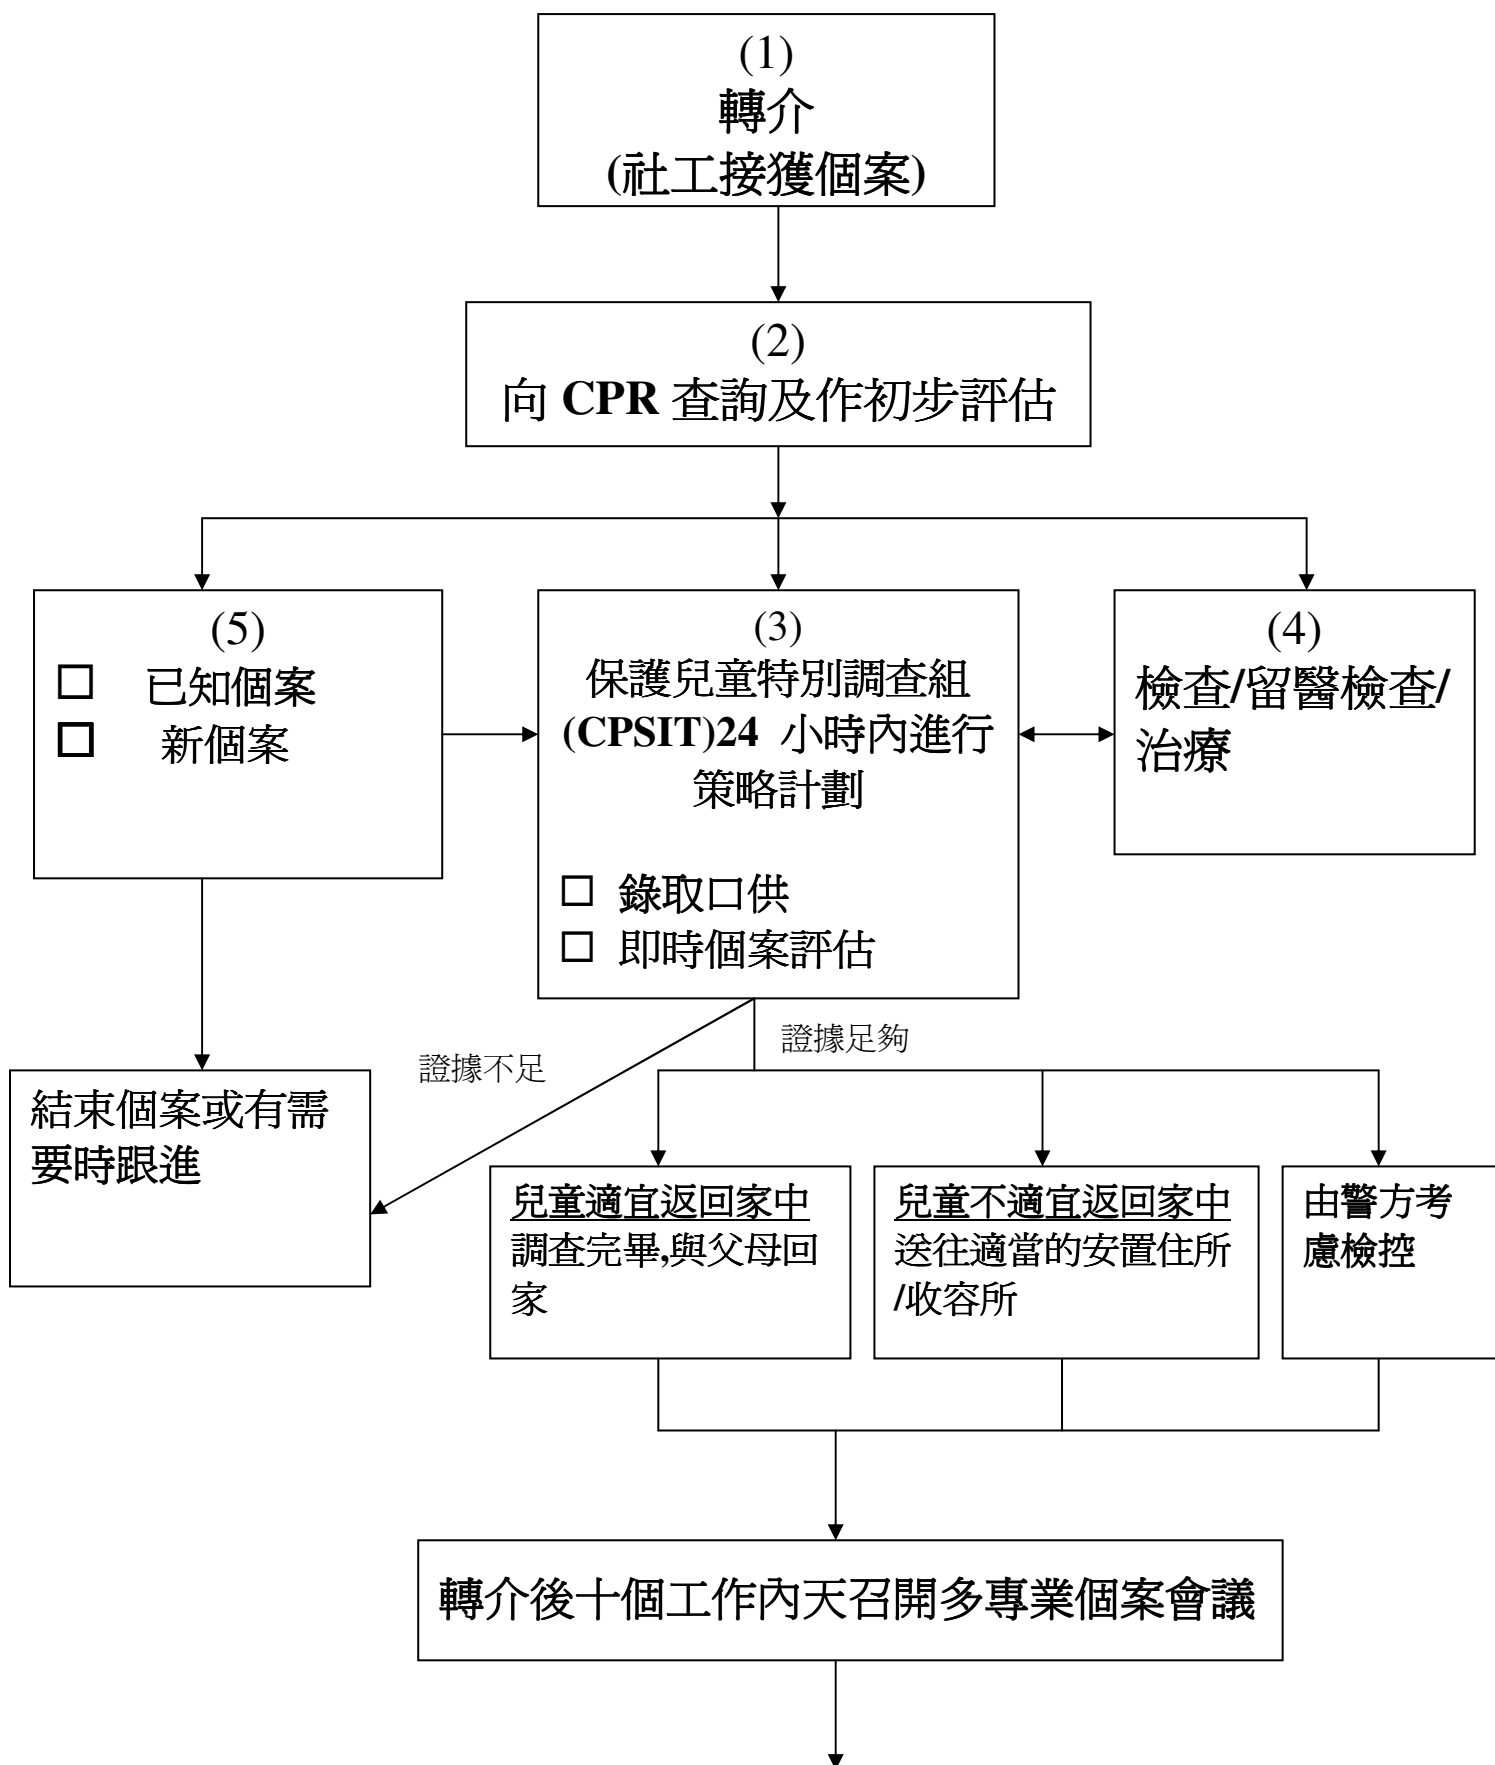 (1)
轉介
(社工接獲個案)
(2)
向 CPR 查詢及作初步評估
(5)
□ 已知個案
□ 新個案
(3)
保護兒童特別調查組
(CPSIT)24 小時內進行
策略計劃
□ 錄取口供
□ 即時個案評估
(4)
檢查/留醫檢查/
治療
證據不足
證據足夠
結束個案或有需
要時跟進
兒童適宜返回家中
調查完畢,與父母回
家
兒童不適宜返回家中
送往適當的安置住所
/收容所
由警方考
慮檢控
轉介後十個工作內天召開多專業個案會議